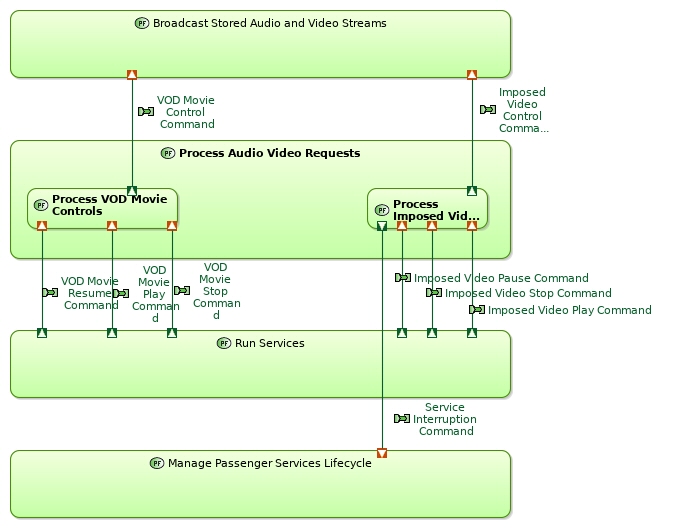 PF Broadcast Stored Audio and Video Streams
VOD Movie
Control
Command
Imposed
Video
Control
Comma...
PF Process Audio Video Requests
PF Process VOD Movie
Controls
PF Process
Imposed Vid...
VOD Movie
Resume
Command
VOD
Movie
Play
Comman
d
VOD
Movie
Stop
Comman
d
Imposed Video Pause Command
Imposed Video Stop Command
Imposed Video Play Command
PF Run Services
Service
Interruption
Command
PF Manage Passenger Services Lifecycle